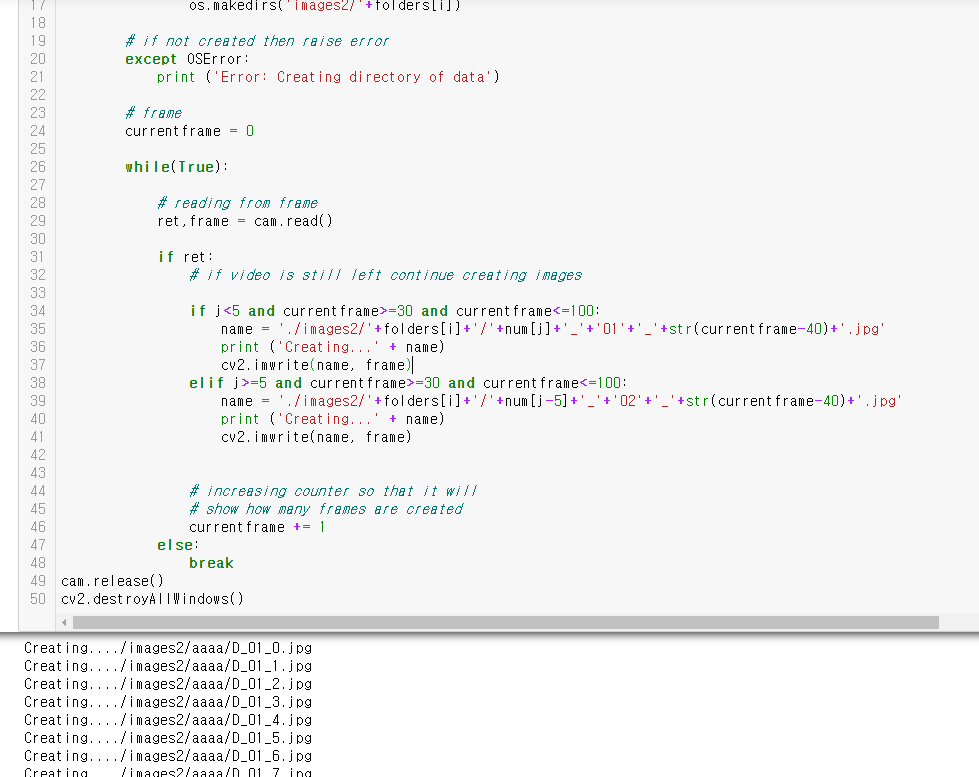 17 os.makedirs('images2/'+folders[i])
18
19 # if not created then raise error
20 except OSError:
21 print ('Error: Creating directory of data')
22
23 # frame
24 currentframe = 0
25
26 while(True):
27
28 # reading from frame
29 ret,frame = cam.read()
30
31 if ret:
32 # if video is still left continue creating images
33
34 if j<5 and currentframe>=30 and currentframe<=100:
35 name = './images2/'+folders[i]+'/'+num[j]+'_'+'01'+'_'+str(currentframe-40)+'.jpg'
36 print ('Creating...' + name)
37 cv2.imwrite(name, frame)
38 elif j>=5 and currentframe>=30 and currentframe<=100:
39 name = './images2/'+folders[i]+'/'+num[j-5]+'_'+'02'+'_'+str(currentframe-40)+'.jpg'
40 print ('Creating...' + name)
41 cv2.imwrite(name, frame)
42
43
44 # increasing counter so that it will
45 # show how many frames are created
46 currentframe += 1
47 else:
48 break
49 cam.release()
50 cv2.destroyAllWindows()
Creating..../images2/aaaa/D_01_0.jpg
Creating..../images2/aaaa/D_01_1.jpg
Creating..../images2/aaaa/D_01_2.jpg
Creating..../images2/aaaa/D_01_3.jpg
Creating..../images2/aaaa/D_01_4.jpg
Creating..../images2/aaaa/D_01_5.jpg
Creating..../images2/aaaa/D_01_6.jpg
Creating..../images2/aaaa/D_01_7.jpg